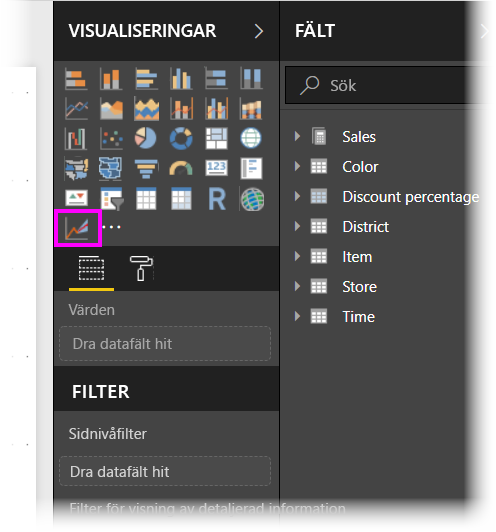 VISUALISERINGAR
123
R
Värden
Dra datafält hit
FILTER
Sidnivåfilter
Dra datafält hit
Filter för visning av detaljerad information
FÄLT
Sök
Sales
Color
Discount percentage
District
Item
Store
Time